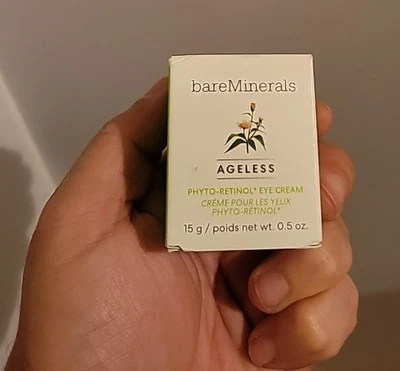 bareMinerals
AGELESS
PHYTO-RETINOL* EYE CREAM
CRÈME POUR LES YEUX
PHYTO-RÉTINOL*
15 g / poids net wt. 0.5 oz.